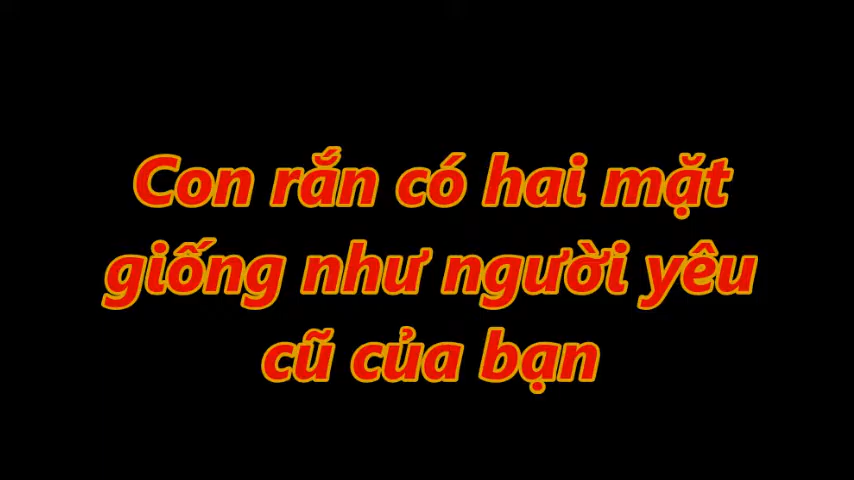 Con rắn có hai mặt
giống như người yêu
cũ của bạn